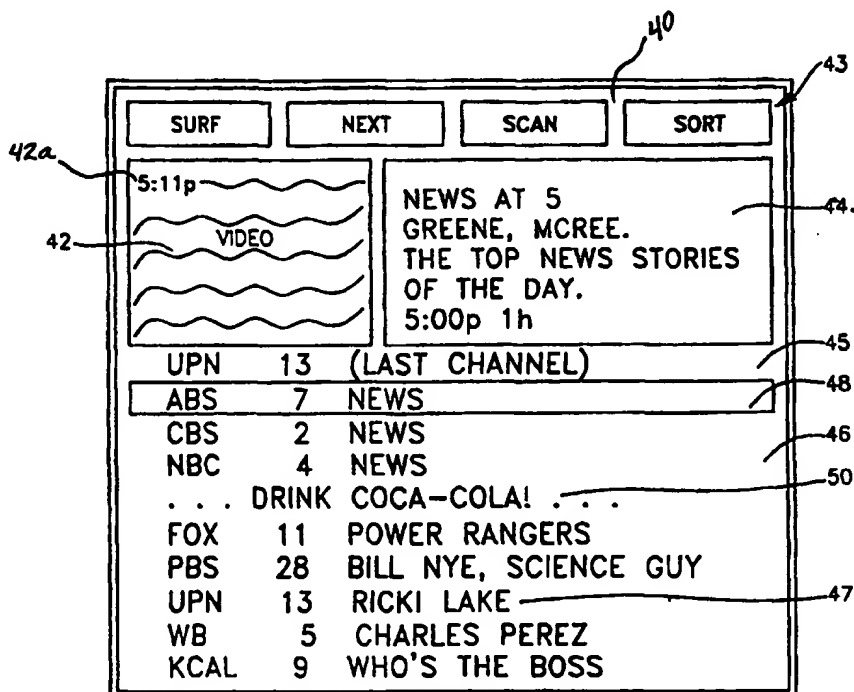 40
43
SURF NEXT SCAN SORT
42a
5:11p
42
VIDEO
NEWS AT 5
GREENE, MCREE.
THE TOP NEWS STORIES
OF THE DAY.
5:00p 1h
44.
UPN 13 (LAST CHANNEL)
45
ABS 7 NEWS
48
CBS 2 NEWS
46
NBC 4 NEWS
. . . DRINK COCA-COLA! . . .
50
FOX 11 POWER RANGERS
PBS 28 BILL NYE, SCIENCE GUY
UPN 13 RICKI LAKE
47
WB 5 CHARLES PEREZ
KCAL 9 WHO'S THE BOSS